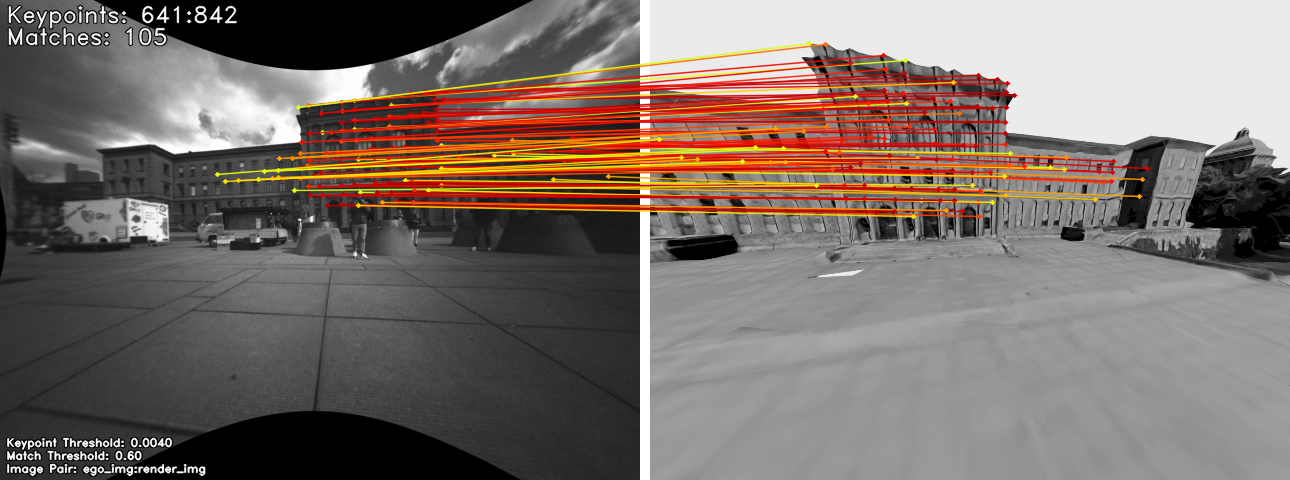 Keypoints: 641:842
Matches: 105
Keypoint Threshold: 0.0040
Match Threshold: 0.60
Image Pair: ego_img:render_img